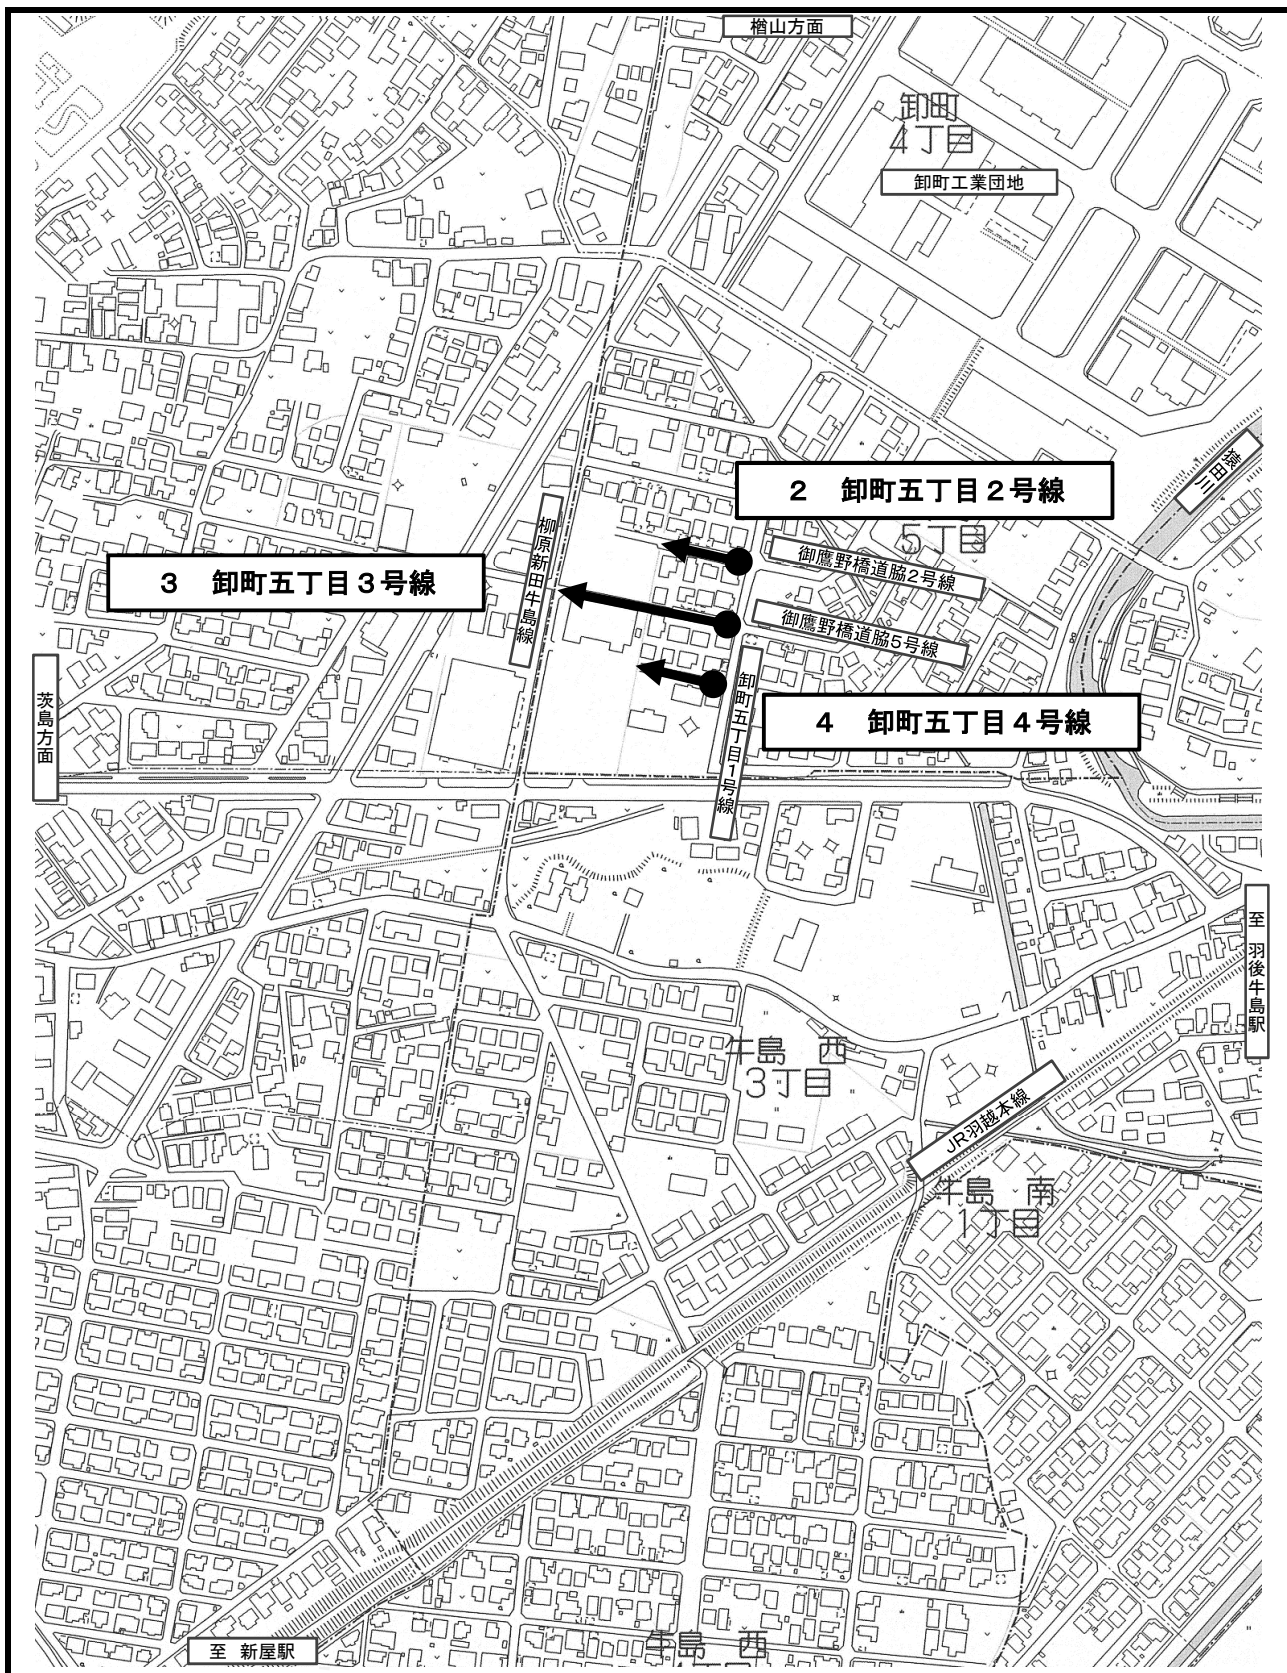 楢山方面
卸町
4丁目
卸町工業団地
猿田川
2 卸町五丁目2号線
5丁目
柳原新田牛島線
御鷹野橋道脇2号線
3 卸町五丁目3号線
御鷹野橋道脇5号線
茨島方面
卸町五丁目1号線
4 卸町五丁目4号線
至 羽後牛島駅
牛島 西
3丁目
JR羽越本線
牛島 南
1丁目
至 新屋駅
牛島 西